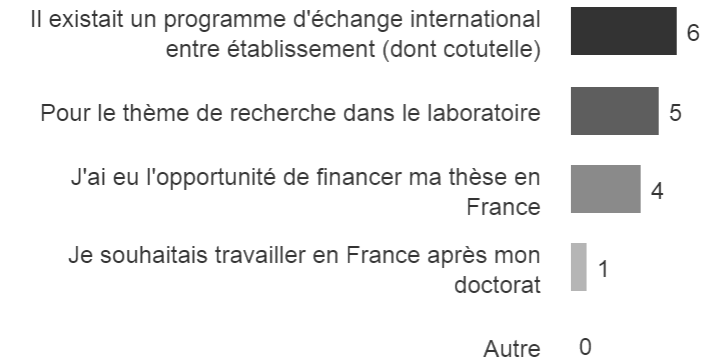 Il existait un programme d'échange international
entre établissement (dont cotutelle)
6
Pour le thème de recherche dans le laboratoire
5
J'ai eu l'opportunité de financer ma thèse en
France
4
Je souhaitais travailler en France après mon
doctorat
1
Autre
0